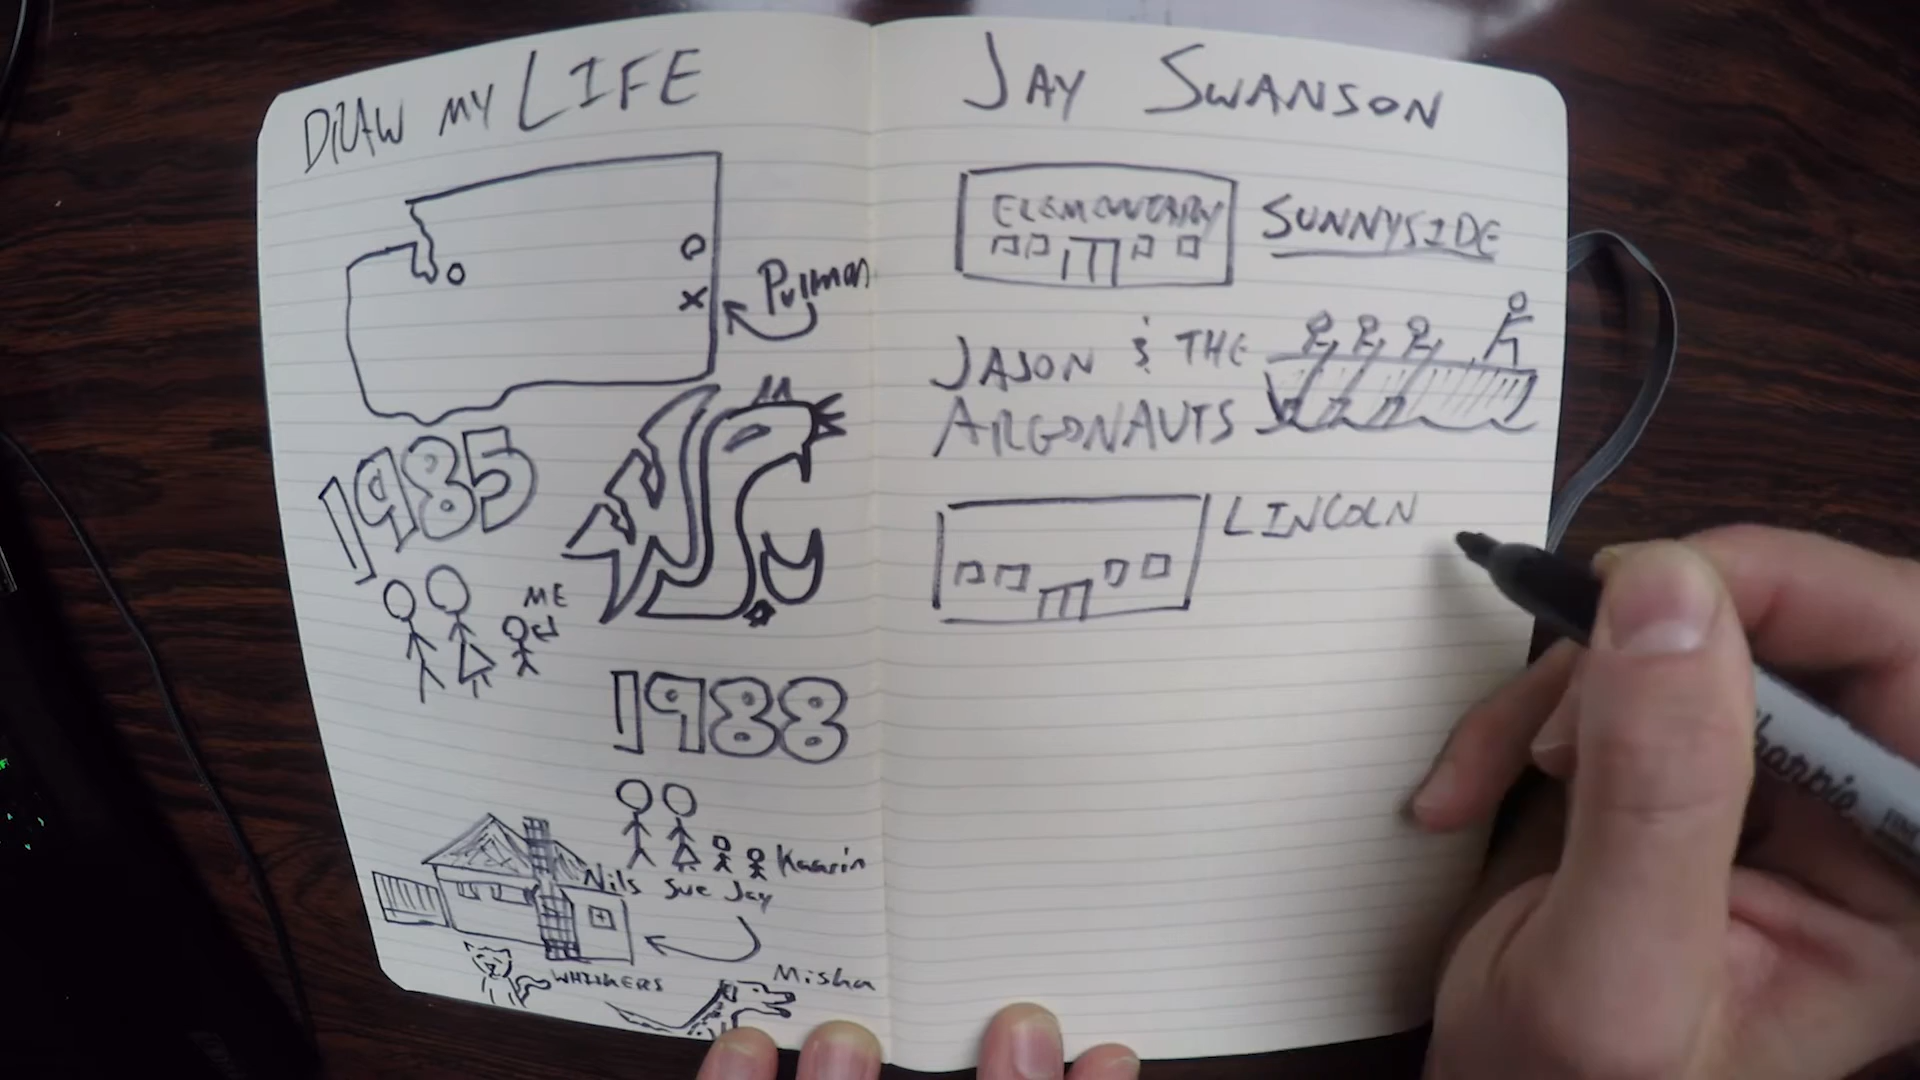 DRAW MY LIFE
Pullman
1985
ME
1988
Kaarin
Nils Sue Jay
WHISKERS
Misha
JAY SWANSON
ELEMENTARY
SUNNYSIDE
JASON & THE
ARGONAUTS
LINCOLN
harpie